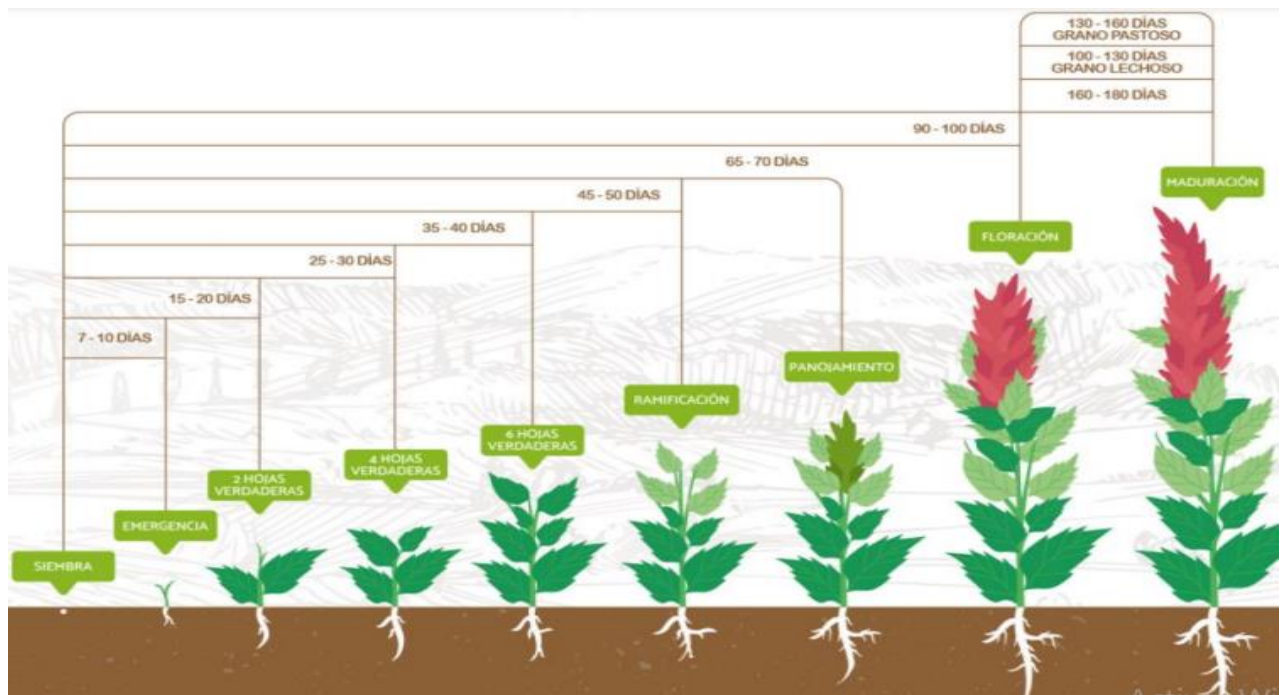 130 - 160 DÍAS
GRANO PASTOSO
100 - 130 DÍAS
GRANO LECHOSO
160 - 180 DÍAS
90 - 100 DÍAS
65 - 70 DÍAS
45 - 50 DÍAS
35 - 40 DÍAS
25 - 30 DÍAS
15 - 20 DÍAS
7 - 10 DÍAS
SIEMBRA
EMERGENCIA
2 HOJAS
VERDADERAS
4 HOJAS
VERDADERAS
6 HOJAS
VERDADERAS
RAMIFICACIÓN
PANOJAMIENTO
FLORACIÓN
MADURACIÓN